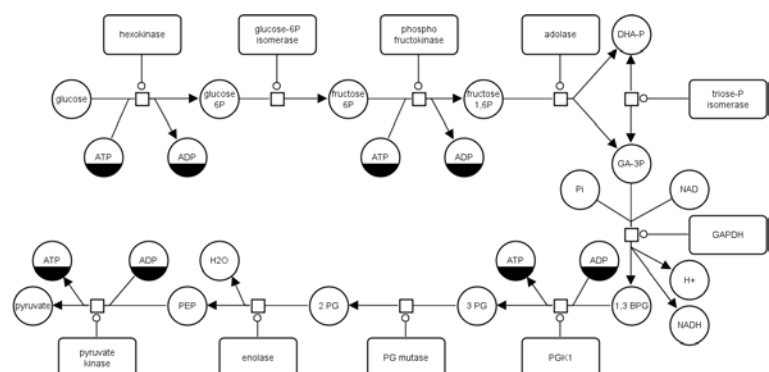 hexokinase
glucose-6P
isomerase
phospho
fructokinase
adolase
DHA-P
glucose
glucose
6P
fructose
6P
fructose
1,6P
triose-P
isomerase
ATP
ADP
ATP
ADP
GA-3P
Pi
NAD
GAPDH
H+
NADH
ATP
ADP
H2O
ATP
ADP
pyruvate
PEP
2 PG
3 PG
1,3 BPG
pyruvate
kinase
enolase
PG mutase
PGK1